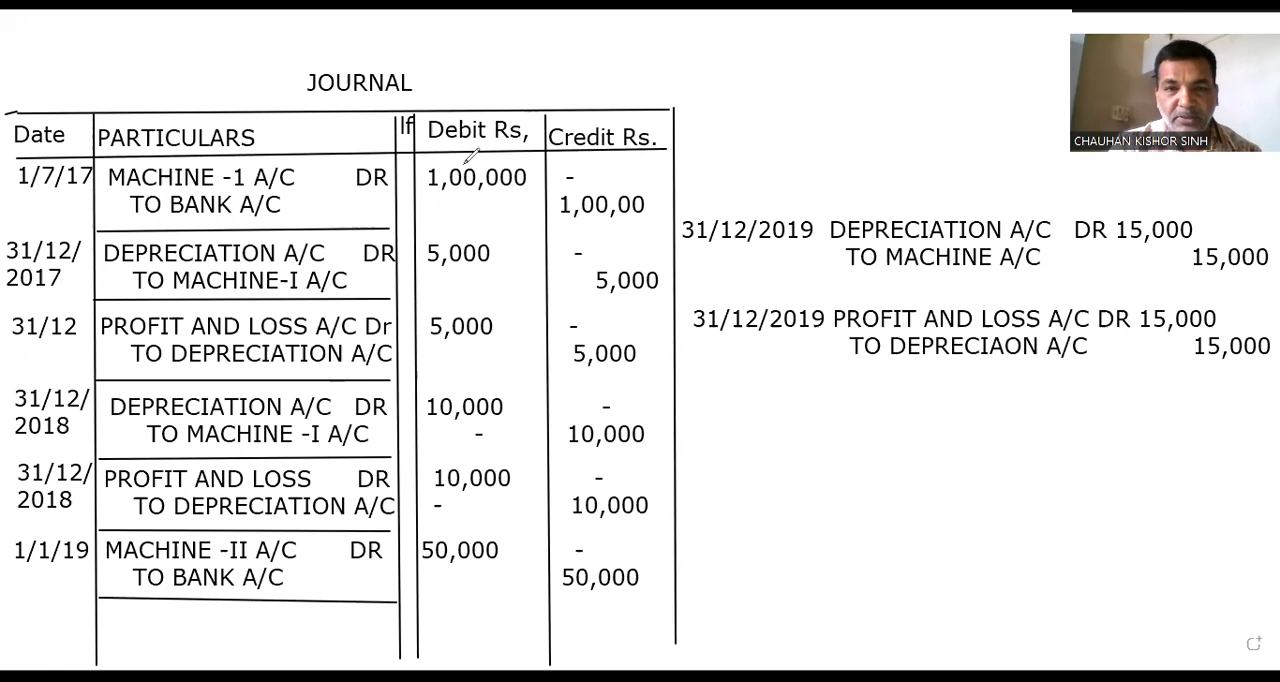 JOURNAL
Date PARTICULARS lf Debit Rs, Credit Rs.
1/7/17 MACHINE -1 A/C DR 1,00,000 -
TO BANK A/C 1,00,00
31/12/ DEPRECIATION A/C DR 5,000 -
2017 TO MACHINE-I A/C 5,000
31/12 PROFIT AND LOSS A/C Dr 5,000 -
TO DEPRECIATION A/C 5,000
31/12/ DEPRECIATION A/C DR 10,000 -
2018 TO MACHINE -I A/C - 10,000
31/12/ PROFIT AND LOSS DR 10,000 -
2018 TO DEPRECIATION A/C - 10,000
1/1/19 MACHINE -II A/C DR 50,000 -
TO BANK A/C 50,000
31/12/2019 DEPRECIATION A/C DR 15,000
TO MACHINE A/C 15,000
31/12/2019 PROFIT AND LOSS A/C DR 15,000
TO DEPRECIAON A/C 15,000
CHAUHAN KISHOR SINH